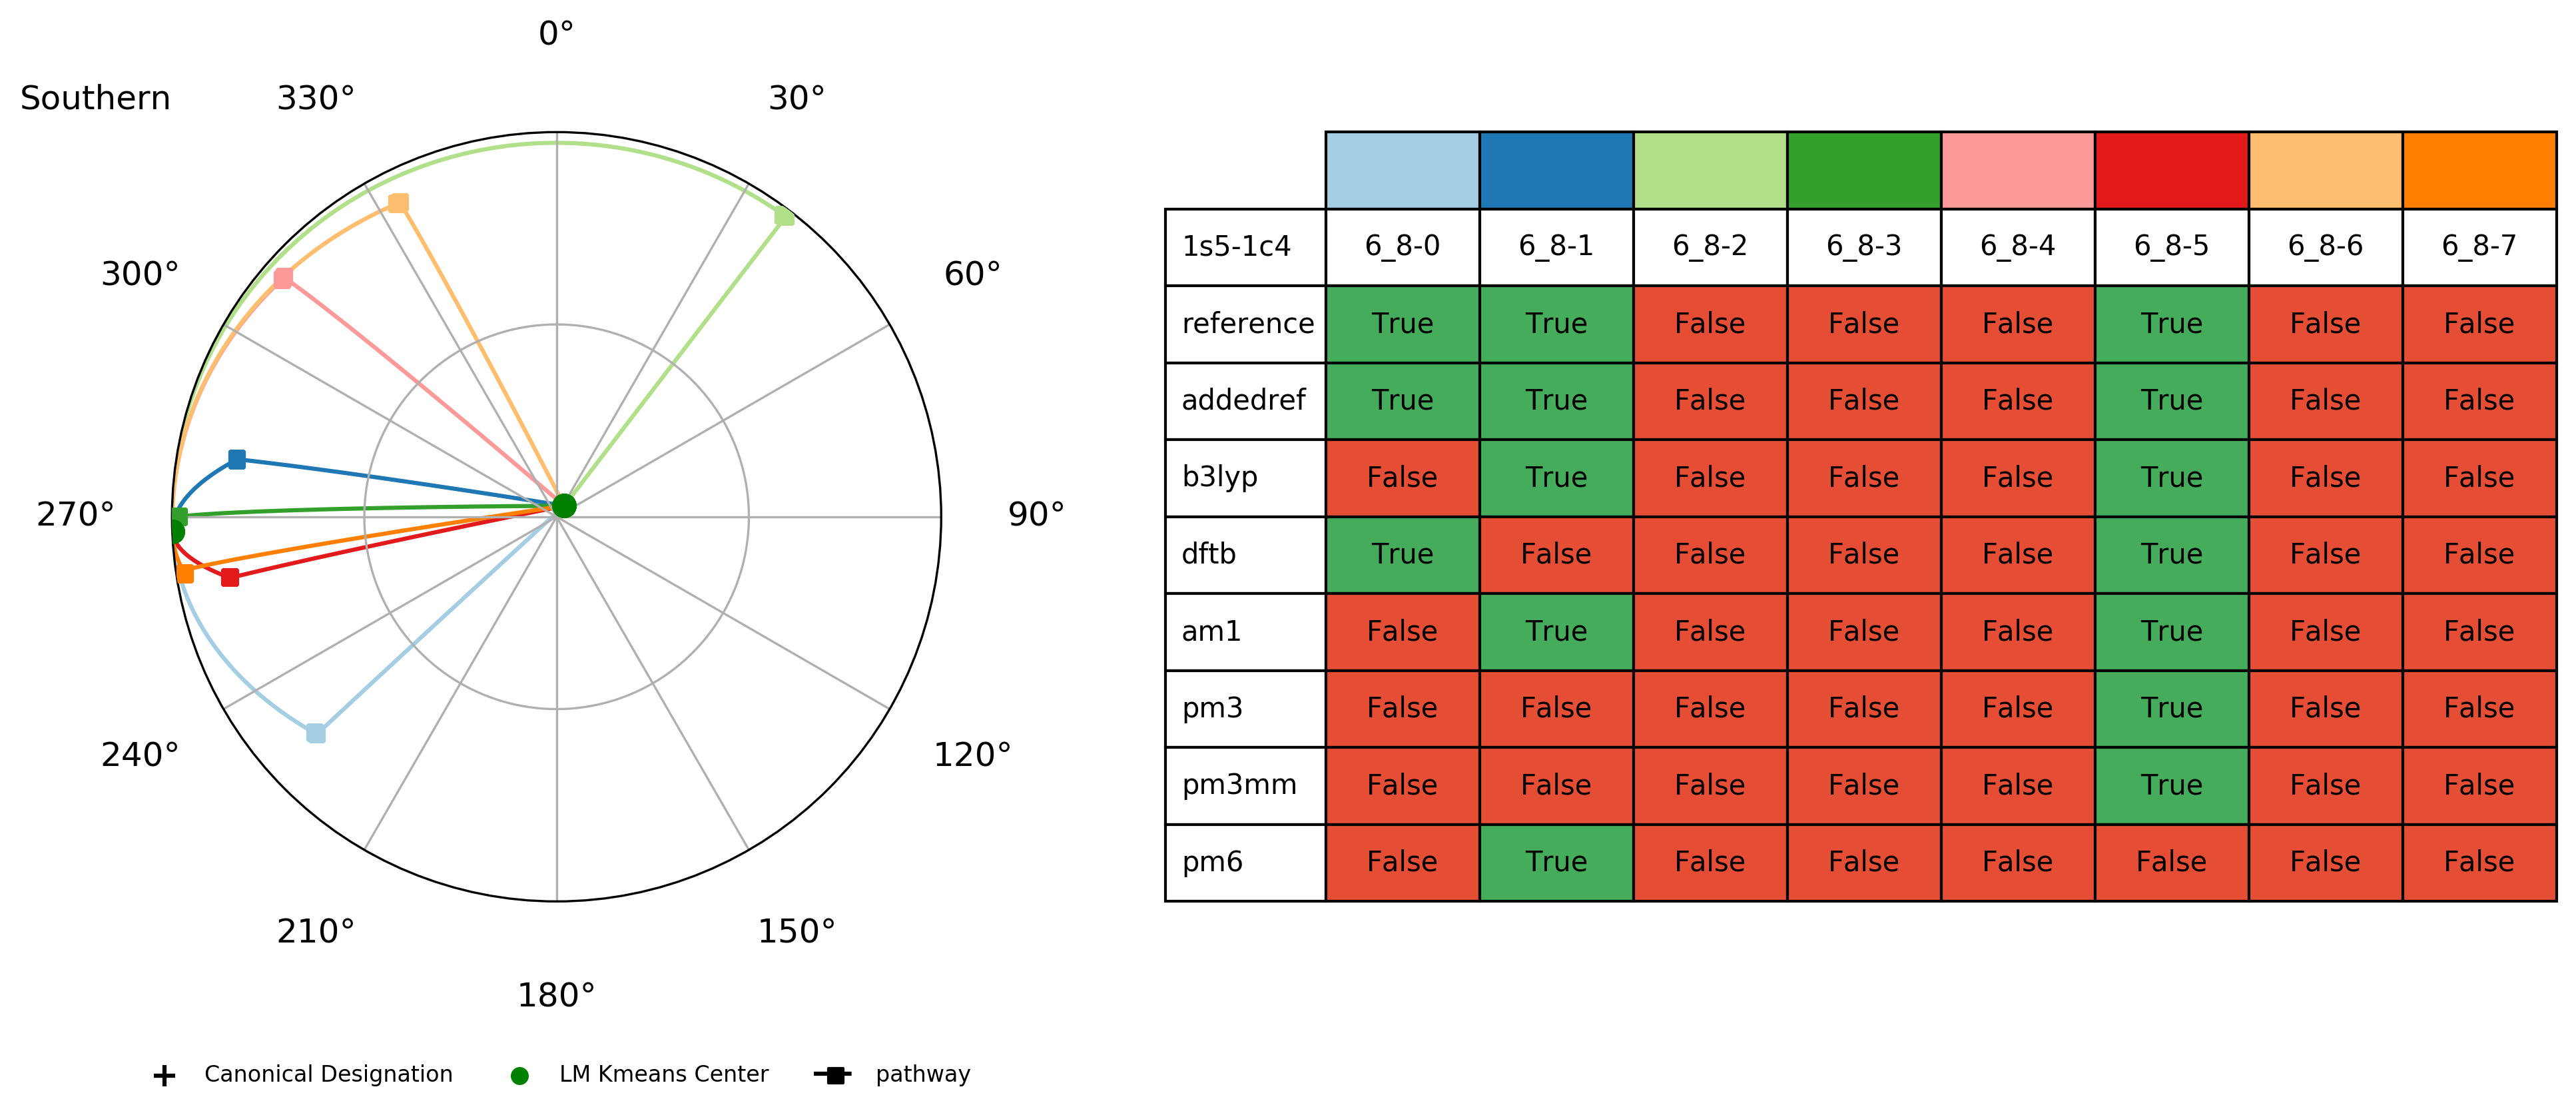 Southern
0°
30°
60°
90°
120°
150°
180°
210°
240°
270°
300°
330°
Canonical Designation
LM Kmeans Center
pathway
1s5-1c4 6_8-0 6_8-1 6_8-2 6_8-3 6_8-4 6_8-5 6_8-6 6_8-7
reference True True False False False True False False
addedref True True False False False True False False
b3lyp False True False False False True False False
dftb True False False False False True False False
am1 False True False False False True False False
pm3 False False False False False True False False
pm3mm False False False False False True False False
pm6 False True False False False False False False